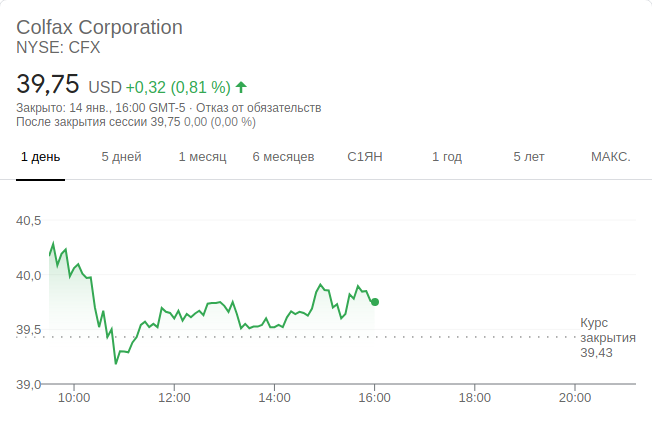 Colfax Corporation
NYSE: CFX
39,75 USD +0,32 (0,81 %)
Закрыто: 14 янв., 16:00 GMT-5 · Отказ от обязательств
После закрытия сессии 39,75 0,00 (0,00 %)
1 день 5 дней 1 месяц 6 месяцев С1ЯН 1 год 5 лет МАКС.
40,5
40,0
39,5
Курс
закрытия
39,43
39,0
10:00 12:00 14:00 16:00 18:00 20:00